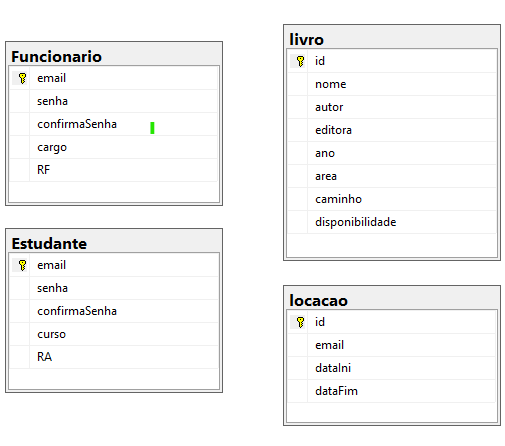 Funcionario
email
senha
confirmaSenha
cargo
RF
Estudante
email
senha
confirmaSenha
curso
RA
livro
id
nome
autor
editora
ano
area
caminho
disponibilidade
locacao
id
email
dataIni
dataFim